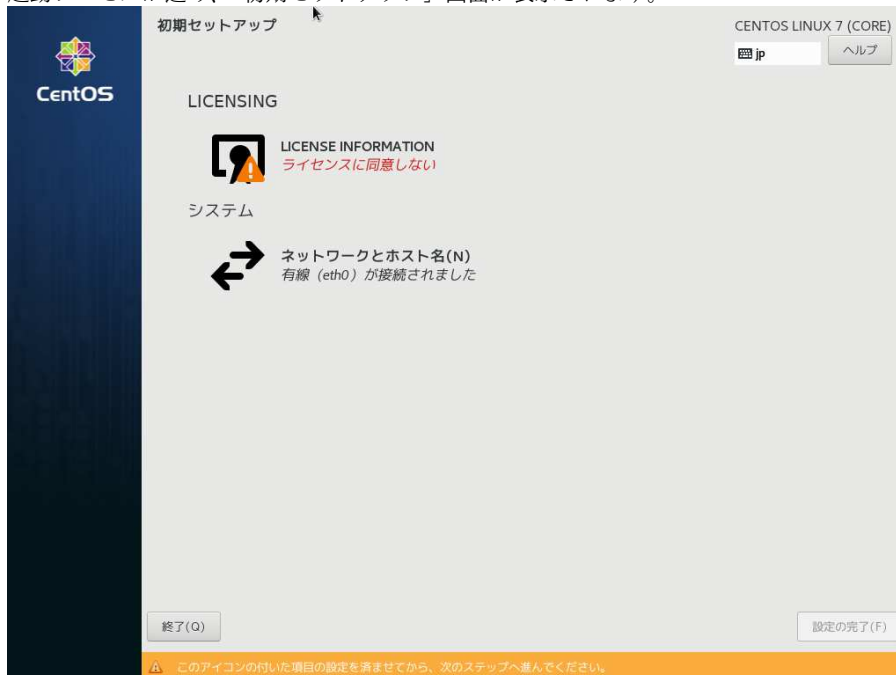 初期セットアップ
CENTOS LINUX 7 (CORE)
jp
ヘルプ
CentOS
LICENSING
LICENSE INFORMATION
ライセンスに同意しない
システム
ネットワークとホスト名(N)
有線（eth0）が接続されました
終了(Q)
設定の完了(F)
このアイコンの付いた項目の設定を済ませてから、次のステップへ進んでください。